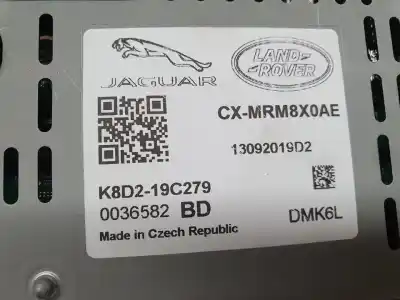 JAGUAR
LAND
ROVER
CX-MRM8X0AE
13092019D2
K8D2-19C279
0036582 BD
DMK6L
Made in Czech Republic